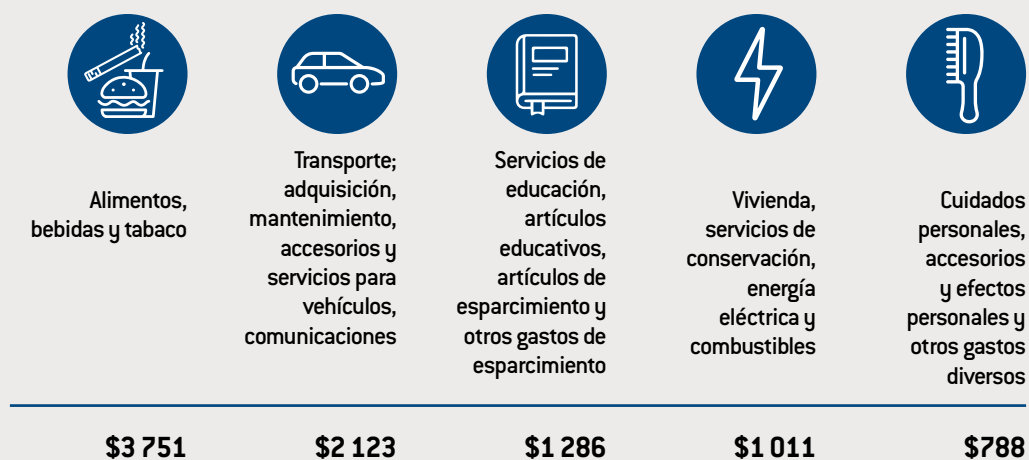 Alimentos,
bebidas y tabaco
Transporte;
adquisición,
mantenimiento,
accesorios y
servicios para
vehículos,
comunicaciones
Servicios de
educación,
artículos
educativos,
artículos de
esparcimiento y
otros gastos de
esparcimiento
Vivienda,
servicios de
conservación,
energía
eléctrica y
combustibles
Cuidados
personales,
accesorios
y efectos
personales y
otros gastos
diversos
$3 751
$2 123
$1 286
$1 011
$788